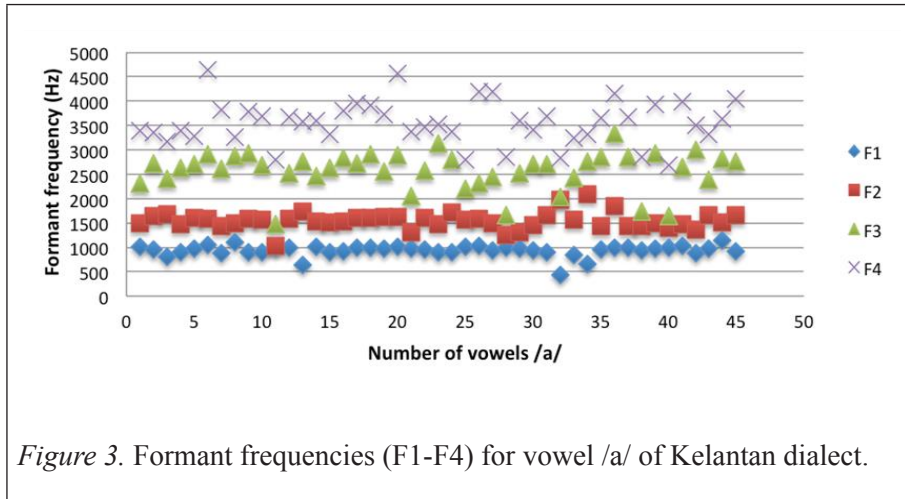 5000
4500
4000
3500
3000
2500
2000
1500
1000
500
0
Formant frequency (Hz)
0 5 10 15 20 25 30 35 40 45 50
Number of vowels /a/
F1
F2
F3
F4
Figure 3. Formant frequencies (F1-F4) for vowel /a/ of Kelantan dialect.